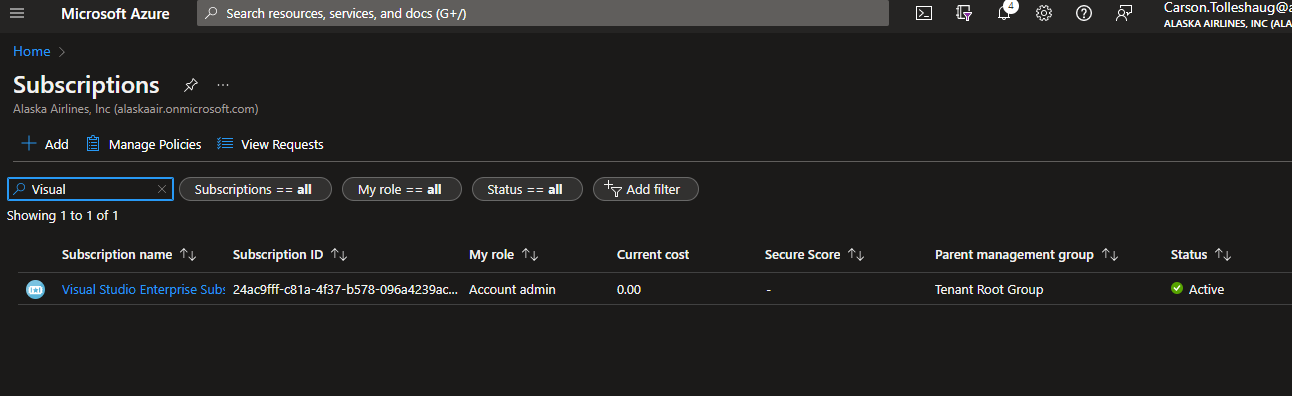 Microsoft Azure
Search resources, services, and docs (G+/)
4
Carson.Tolleshaug@a
ALASKA AIRLINES, INC (ALA
Home
Subscriptions
...
Alaska Airlines, Inc (alaskaair.onmicrosoft.com)
Add
Manage Policies
View Requests
Visual
Subscriptions == all
My role == all
Status == all
Add filter
Showing 1 to 1 of 1
Subscription name
Subscription ID
My role
Current cost
Secure Score
Parent management group
Status
Visual Studio Enterprise Subs
24ac9fff-c81a-4f37-b578-096a4239ac...
Account admin
0.00
-
Tenant Root Group
Active